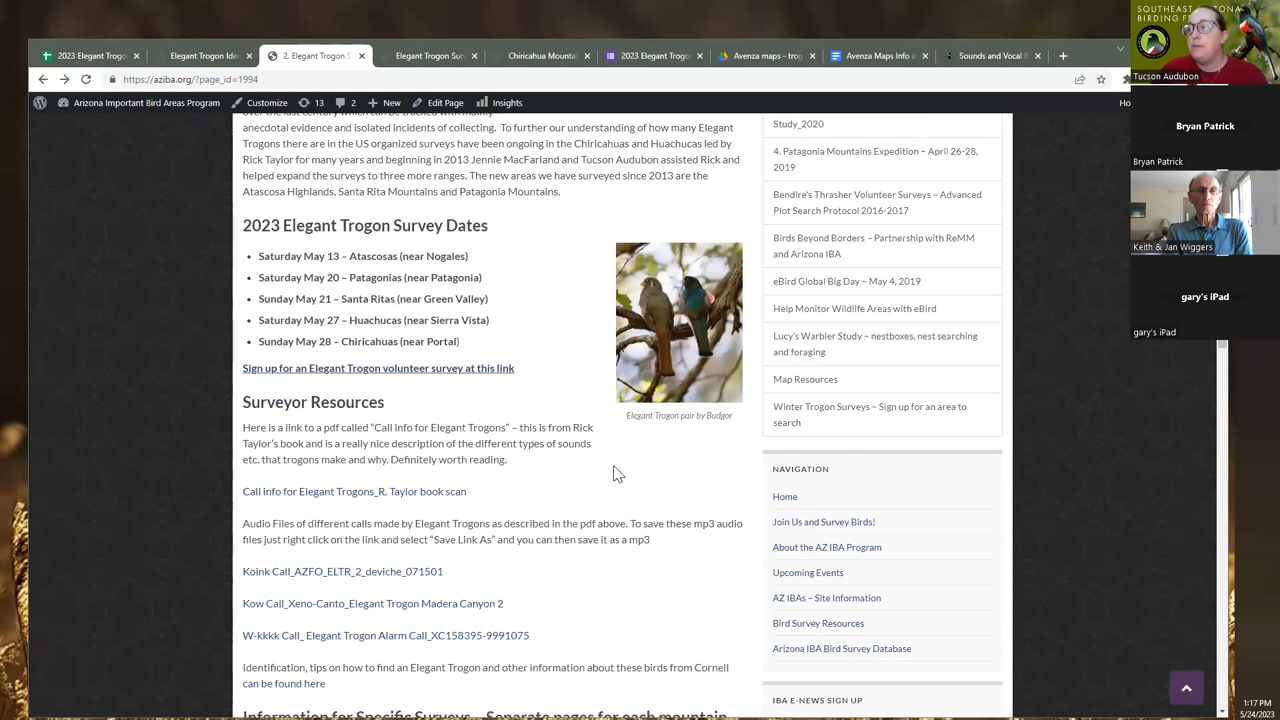 SOUTHEAST ARIZONA
BIRDING FE
Tucson Audubon
2023 Elegant Trog
Elegant Trogon Ide
2. Elegant Trogon S
Elegant Trogon Sur
Chiricahua Mounta
2023 Elegant Trogo
Avenza maps - trog
Avenza Maps Info a
Sounds and Vocal B
https://aziba.org/?page_id=1994
Arizona Important Bird Areas Program
Customize
13
2
New
Edit Page
Insights
Ho
over the last century which can be tracked with mainly
anecdotal evidence and isolated incidents of collecting. To further our understanding of how many Elegant
Trogons there are in the US organized surveys have been ongoing in the Chiricahuas and Huachucas led by
Rick Taylor for many years and beginning in 2013 Jennie MacFarland and Tucson Audubon assisted Rick and
helped expand the surveys to three more ranges. The new areas we have surveyed since 2013 are the
Atascosa Highlands, Santa Rita Mountains and Patagonia Mountains.
2023 Elegant Trogon Survey Dates
Saturday May 13 – Atascosas (near Nogales)
Saturday May 20 – Patagonias (near Patagonia)
Sunday May 21 – Santa Ritas (near Green Valley)
Saturday May 27 – Huachucas (near Sierra Vista)
Sunday May 28 – Chiricahuas (near Portal)
Sign up for an Elegant Trogon volunteer survey at this link
Elegant Trogon pair by Budgor
Surveyor Resources
Here is a link to a pdf called “Call info for Elegant Trogons” – this is from Rick
Taylor’s book and is a really nice description of the different types of sounds
etc. that trogons make and why. Definitely worth reading.
Call info for Elegant Trogons_R. Taylor book scan
Audio Files of different calls made by Elegant Trogons as described in the pdf above. To save these mp3 audio
files just right click on the link and select “Save Link As” and you can then save it as a mp3
Koink Call_AZFO_ELTR_2_deviche_071501
Kow Call_Xeno-Canto_Elegant Trogon Madera Canyon 2
W-kkkk Call_ Elegant Trogon Alarm Call_XC158395-9991075
Identification, tips on how to find an Elegant Trogon and other information about these birds from Cornell
can be found here
Information for Specific Surveys – Separate pages for each mountain
Study_2020
4. Patagonia Mountains Expedition – April 26-28,
2019
Bendire's Thrasher Volunteer Surveys – Advanced
Plot Search Protocol 2016-2017
Birds Beyond Borders – Partnership with ReMM
and Arizona IBA
eBird Global Big Day – May 4, 2019
Help Monitor Wildlife Areas with eBird
Lucy's Warbler Study – nestboxes, nest searching
and foraging
Map Resources
Winter Trogon Surveys – Sign up for an area to
search
NAVIGATION
Home
Join Us and Survey Birds!
About the AZ IBA Program
Upcoming Events
AZ IBAs – Site Information
Bird Survey Resources
Arizona IBA Bird Survey Database
IBA E-NEWS SIGN UP
Bryan Patrick
Bryan Patrick
Keith & Jan Wiggers
gary's iPad
gary's iPad
1:17 PM
5/24/2023